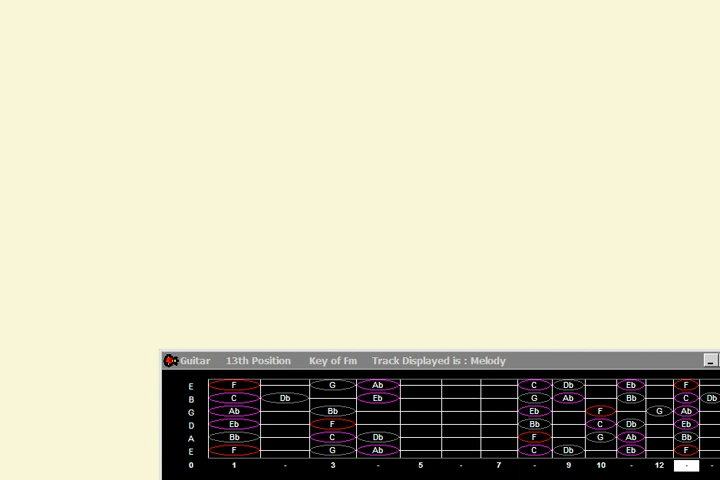 Guitar 13th Position Key of Fm Track Displayed is : Melody
E F G Ab C Db Eb F
B C Db Eb G Ab Bb C Db
G Ab Bb Eb F G Ab
D Eb F Bb C Db Eb
A Bb C Db F G Ab Bb
E F G Ab C Db Eb F
0 1 - 3 - 5 - 7 - 9 10 - 12 - -